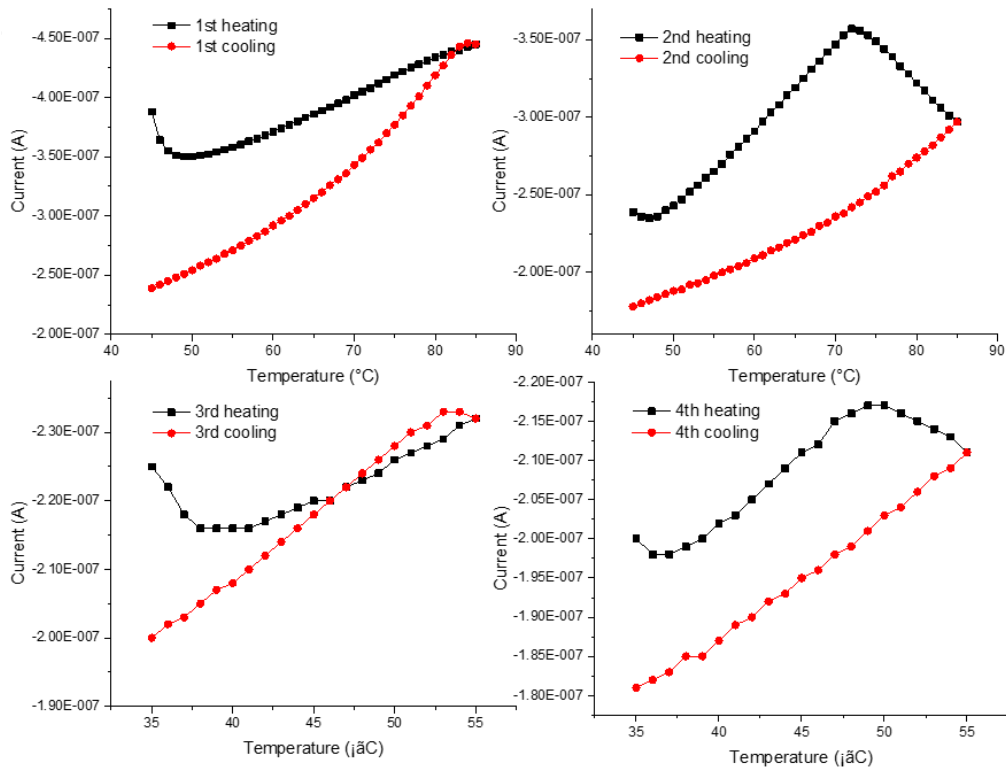 1st heating
1st cooling
-4.50E-007
-4.00E-007
-3.50E-007
-3.00E-007
-2.50E-007
-2.00E-007
Current (A)
40 50 60 70 80 90
Temperature (°C)
2nd heating
2nd cooling
-3.50E-007
-3.00E-007
-2.50E-007
-2.00E-007
Current (A)
40 50 60 70 80 90
Temperature (°C)
3rd heating
3rd cooling
-2.30E-007
-2.20E-007
-2.10E-007
-2.00E-007
-1.90E-007
Current (A)
35 40 45 50 55
Temperature (¡ãC)
4th heating
4th cooling
-2.20E-007
-2.15E-007
-2.10E-007
-2.05E-007
-2.00E-007
-1.95E-007
-1.90E-007
-1.85E-007
-1.80E-007
Current (A)
35 40 45 50 55
Temperature (¡ãC)